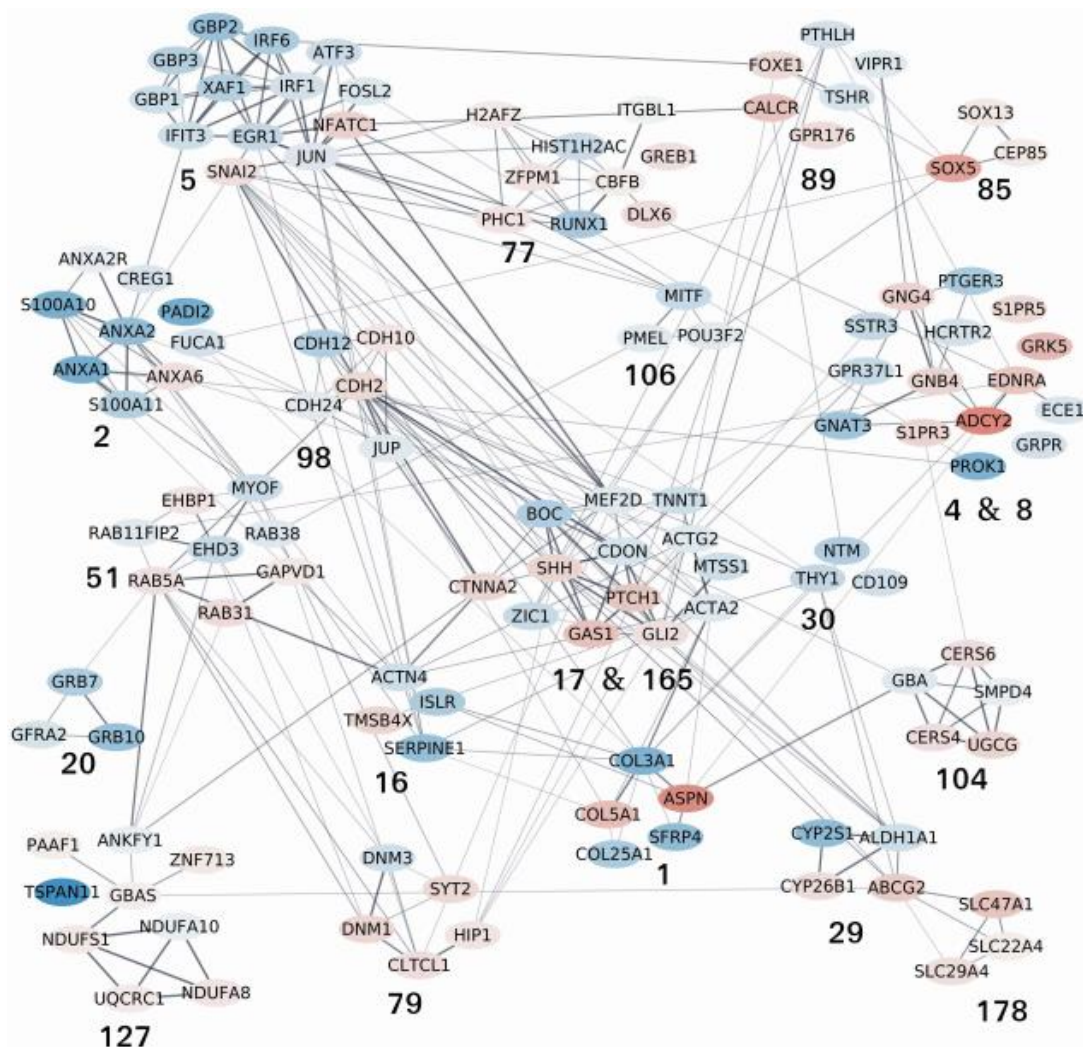 GBP2
IRF6
ATF3
PTHLH
GBP3
VIPR1
FOXE1
XAF1
IRF1
TSHR
GBP1
FOSL2
ITGBL1
CALCR
SOX13
H2AFZ
IFIT3
EGR1
NFATC1
GPR176
HIST1H2AC
GREB1
CEP85
SNAI2
JUN
SOX5
5
ZFPM1
CBFB
89
85
PHC1
DLX6
RUNX1
77
ANXA2R
CREG1
PTGER3
S100A10
PADI2
MITF
GNG4
S1PR5
ANXA2
SSTR3
HCRTR2
FUCA1
CDH12
CDH10
PMEL
POU3F2
GRK5
ANXA1
ANXA6
CDH2
106
GPR37L1
GNB4
EDNRA
S100A11
CDH24
ECE1
2
GNAT3
S1PR3
ADCY2
98
JUP
GRPR
PROK1
MYOF
4 & 8
EHBP1
MEF2D
TNNT1
BOC
RAB11FIP2
RAB38
ACTG2
NTM
EHD3
CDON
51
RAB5A
GAPVD1
CTNNA2
SHH
MTSS1
THY1
CD109
PTCH1
30
RAB31
ZIC1
ACTA2
GAS1
GLI2
17 & 165
CERS6
GRB7
ACTN4
GBA
SMPD4
ISLR
TMSB4X
GFRA2
GRB10
SERPINE1
CERS4
UGCG
20
16
COL3A1
104
ASPN
COL5A1
PAAF1
ANKFY1
SFRP4
CYP2S1
ALDH1A1
ZNF713
DNM3
COL25A1
1
TSPAN11
GBAS
SYT2
CYP26B1
ABCG2
SLC47A1
NDUFS1
NDUFA10
DNM1
HIP1
29
SLC22A4
CLTCL1
SLC29A4
UQCRC1
NDUFA8
79
178
127